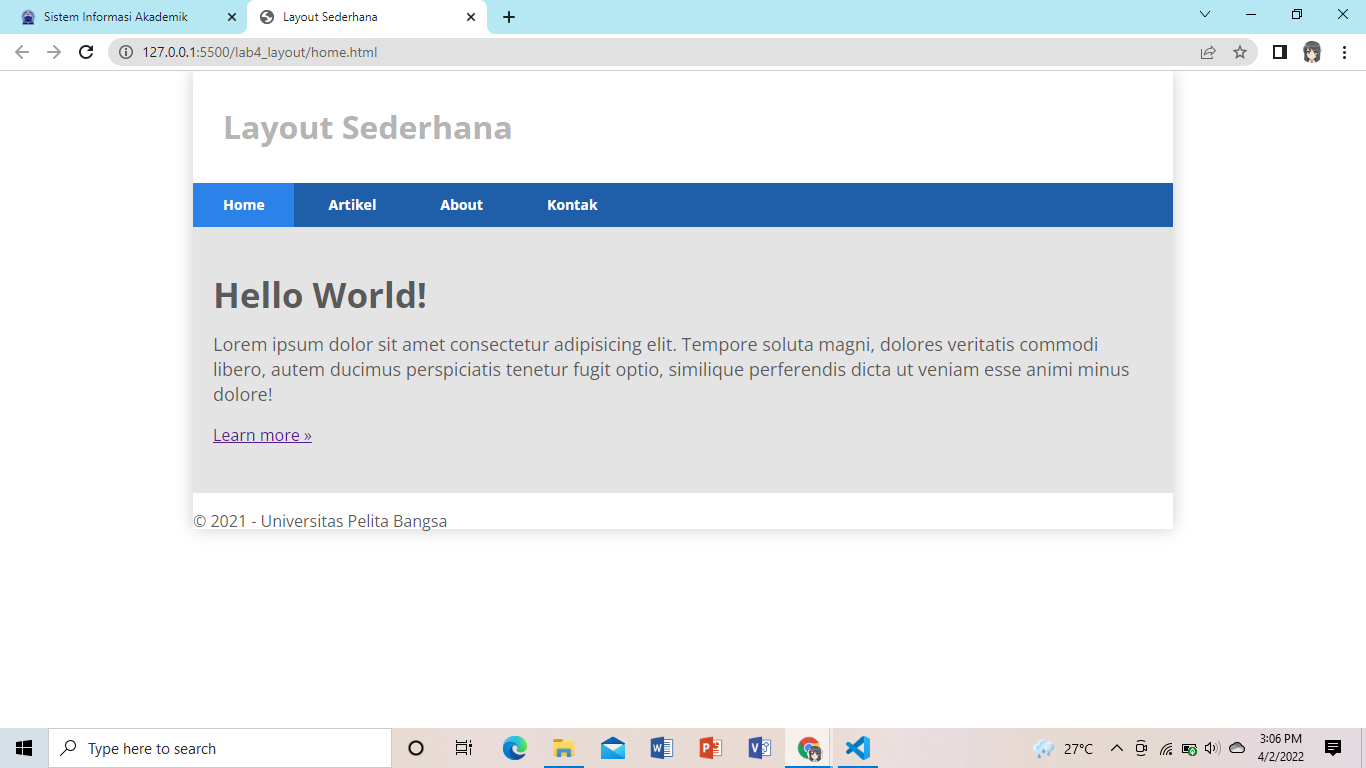 Sistem Informasi Akademik
Layout Sederhana
127.0.0.1:5500/lab4_layout/home.html
Layout Sederhana
Home Artikel About Kontak
Hello World!
Lorem ipsum dolor sit amet consectetur adipisicing elit. Tempore soluta magni, dolores veritatis commodi
libero, autem ducimus perspiciatis tenetur fugit optio, similique perferendis dicta ut veniam esse animi minus
dolore!
Learn more »
© 2021 - Universitas Pelita Bangsa
Type here to search
27°C
3:06 PM
4/2/2022